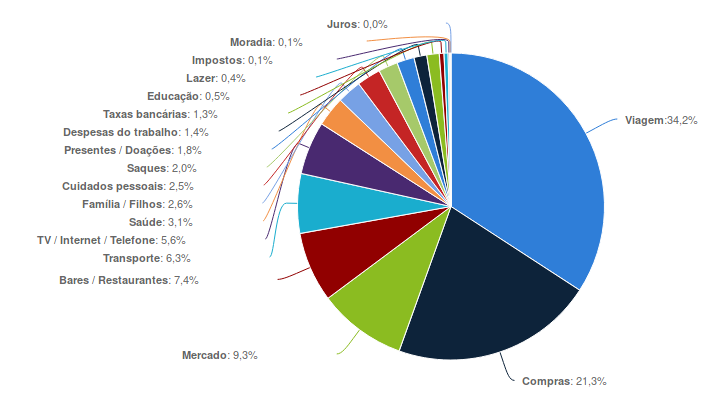 Juros: 0,0%
Moradia: 0,1%
Impostos: 0,1%
Lazer: 0,4%
Educação: 0,5%
Taxas bancárias: 1,3%
Despesas do trabalho: 1,4%
Presentes / Doações: 1,8%
Saques: 2,0%
Cuidados pessoais: 2,5%
Família / Filhos: 2,6%
Saúde: 3,1%
TV / Internet / Telefone: 5,6%
Transporte: 6,3%
Bares / Restaurantes: 7,4%
Mercado: 9,3%
Compras: 21,3%
Viagem:34,2%